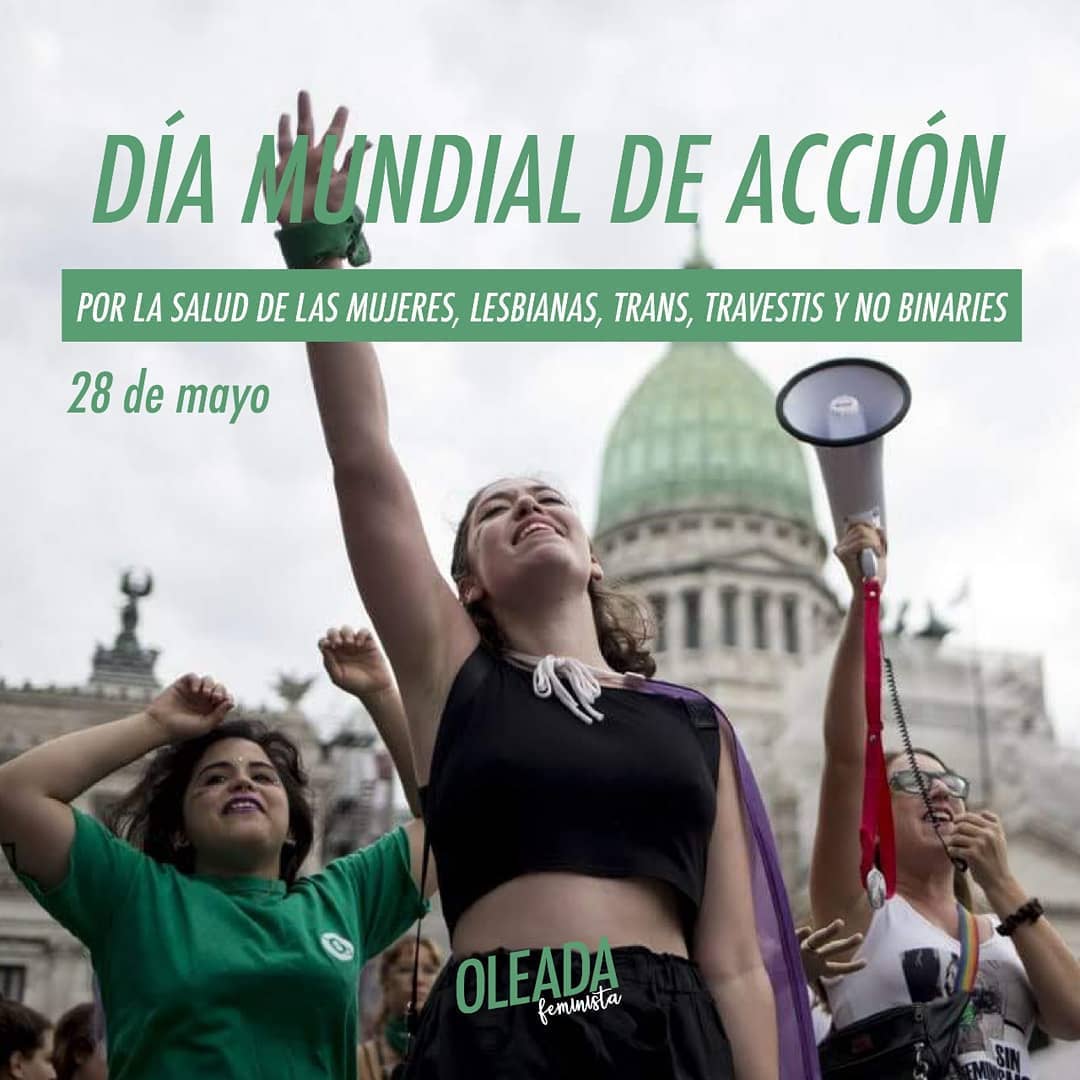 DÍA MUNDIAL DE ACCIÓN
POR LA SALUD DE LAS MUJERES, LESBIANAS, TRANS, TRAVESTIS Y NO BINARIES
28 de mayo
OLEADA
feminista
SIN